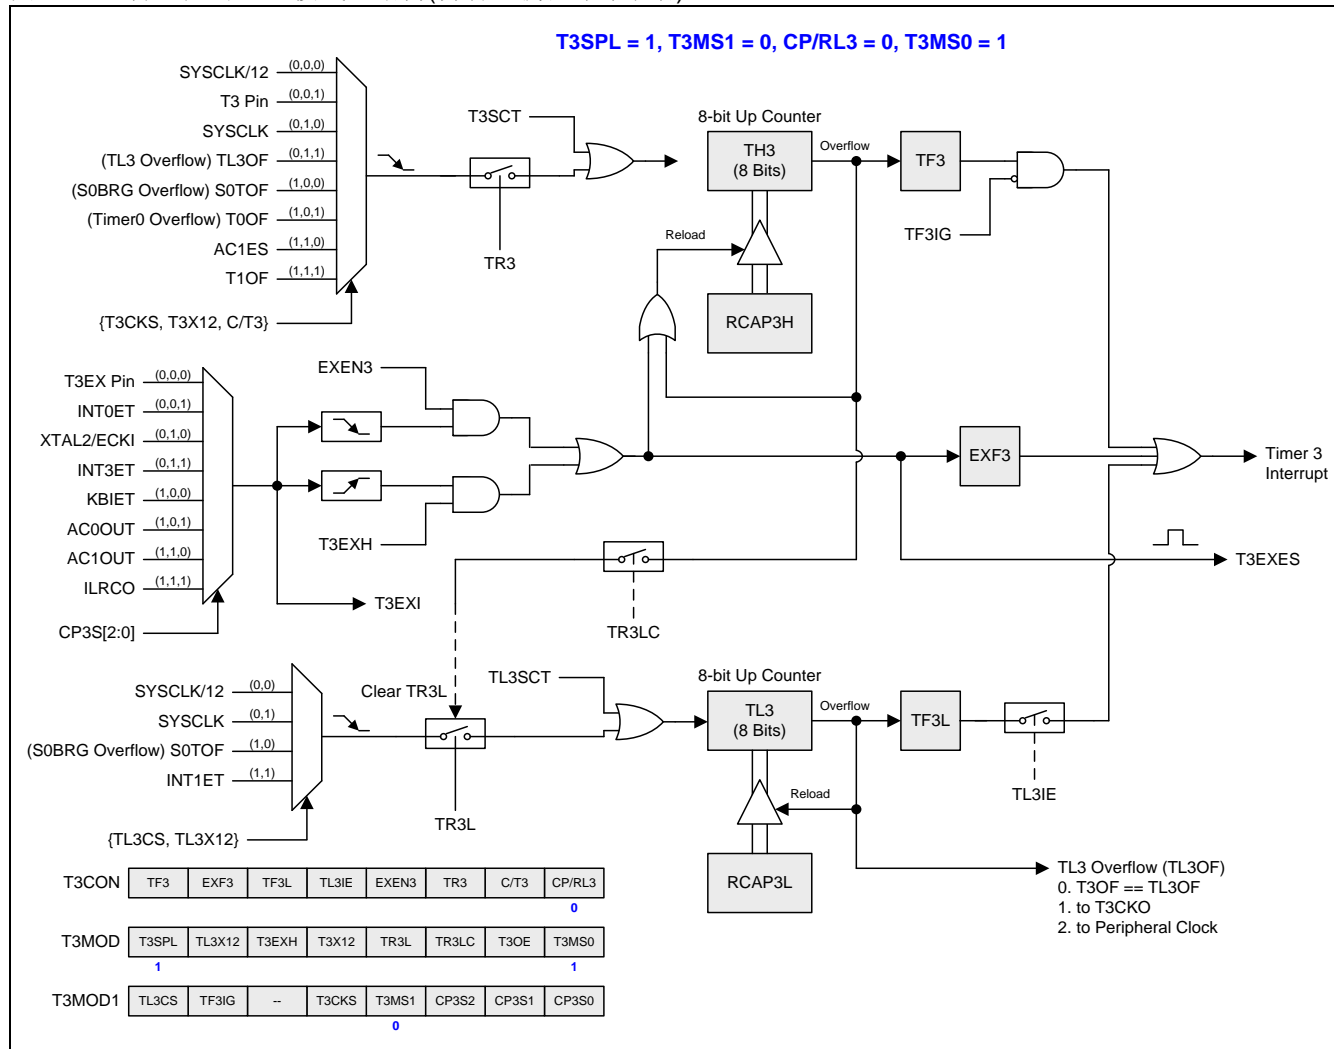 T3SPL = 1, T3MS1 = 0, CP/RL3 = 0, T3MS0 = 1
SYSCLK/12 (0,0,0)
T3 Pin (0,0,1)
SYSCLK (0,1,0)
(TL3 Overflow) TL3OF (0,1,1)
(S0BRG Overflow) S0TOF (1,0,0)
(Timer0 Overflow) T0OF (1,0,1)
AC1ES (1,1,0)
T1OF (1,1,1)
{T3CKS, T3X12, C/T3}
TR3
T3SCT
8-bit Up Counter
TH3
(8 Bits)
Overflow
TF3
TF3IG
Reload
RCAP3H
T3EX Pin (0,0,0)
INT0ET (0,0,1)
XTAL2/ECKI (0,1,0)
INT3ET (0,1,1)
KBIET (1,0,0)
AC0OUT (1,0,1)
AC1OUT (1,1,0)
ILRCO (1,1,1)
CP3S[2:0]
EXEN3
T3EXH
T3EXI
EXF3
Timer 3
Interrupt
T3EXES
TR3LC
SYSCLK/12 (0,0)
SYSCLK (0,1)
(S0BRG Overflow) S0TOF (1,0)
INT1ET (1,1)
{TL3CS, TL3X12}
Clear TR3L
TR3L
TL3SCT
8-bit Up Counter
TL3
(8 Bits)
Overflow
TF3L
TL3IE
Reload
RCAP3L
TL3 Overflow (TL3OF)
0. T3OF == TL3OF
1. to T3CKO
2. to Peripheral Clock
T3CON TF3 EXF3 TF3L TL3IE EXEN3 TR3 C/T3 CP/RL3
0
T3MOD T3SPL TL3X12 T3EXH T3X12 TR3L TR3LC T3OE T3MS0
1 1
T3MOD1 TL3CS TF3IG -- T3CKS T3MS1 CP3S2 CP3S1 CP3S0
0